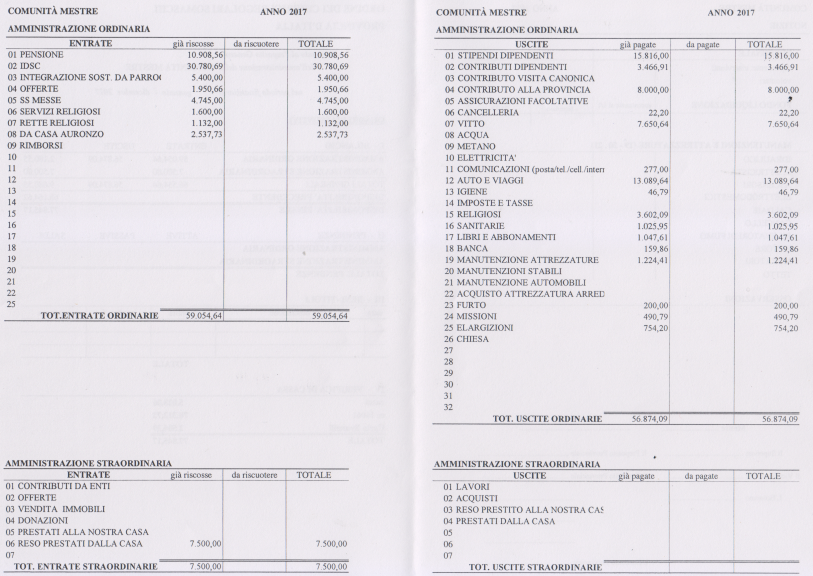 COMUNITÀ MESTRE ANNO 2017
AMMINISTRAZIONE ORDINARIA
ENTRATE già riscosse da riscuotere TOTALE
01 PENSIONE 10.908,56 10.908,56
02 IDSC 30.780,69 30.780,69
03 INTEGRAZIONE SOST. DA PARROC 5.400,00 5.400,00
04 OFFERTE 1.950,66 1.950,66
05 SS MESSE 4.745,00 4.745,00
06 SERVIZI RELIGIOSI 1.600,00 1.600,00
07 RETTE RELIGIOSI 1.132,00 1.132,00
08 DA CASA AURONZO 2.537,73 2.537,73
09 RIMBORSI
10
11
12
13
14
15
16
17
18
19
20
21
22
25
TOT.ENTRATE ORDINARIE 59.054,64 59.054,64
AMMINISTRAZIONE STRAORDINARIA
ENTRATE già riscosse da riscuotere TOTALE
01 CONTRIBUTI DA ENTI
02 OFFERTE
03 VENDITA IMMOBILI
04 DONAZIONI
05 PRESTATI ALLA NOSTRA CASA
06 RESO PRESTATI DALLA CASA 7.500,00 7.500,00
07
TOT. ENTRATE STRAORDINARIE 7.500,00 7.500,00
COMUNITÀ MESTRE ANNO 2017
AMMINISTRAZIONE ORDINARIA
USCITE già pagate da pagate TOTALE
01 STIPENDI DIPENDENTI 15.816,00 15.816,00
02 CONTRIBUTI DIPENDENTI 3.466,91 3.466,91
03 CONTRIBUTO VISITA CANONICA
04 CONTRIBUTO ALLA PROVINCIA 8.000,00 8.000,00
05 ASSICURAZIONI FACOLTATIVE
06 CANCELLERIA 22,20 22,20
07 VITTO 7.650,64 7.650,64
08 ACQUA
09 METANO
10 ELETTRICITA'
11 COMUNICAZIONI (posta/tel./cell./intern 277,00 277,00
12 AUTO E VIAGGI 13.089,64 13.089,64
13 IGIENE 46,79 46,79
14 IMPOSTE E TASSE
15 RELIGIOSI 3.602,09 3.602,09
16 SANITARIE 1.025,95 1.025,95
17 LIBRI E ABBONAMENTI 1.047,61 1.047,61
18 BANCA 159,86 159,86
19 MANUTENZIONE ATTREZZATURE 1.224,41 1.224,41
20 MANUTENZIONI STABILI
21 MANUTENZIONE AUTOMOBILI
22 ACQUISTO ATTREZZATURA ARRED
23 FURTO 200,00 200,00
24 MISSIONI 490,79 490,79
25 ELARGIZIONI 754,20 754,20
26 CHIESA
27
28
29
30
31
32
TOT. USCITE ORDINARIE 56.874,09 56.874,09
AMMINISTRAZIONE STRAORDINARIA
USCITE già pagate da pagate TOTALE
01 LAVORI
02 ACQUISTI
03 RESO PRESTITO ALLA NOSTRA CAS
04 PRESTATI DALLA CASA
05
06
07
TOT. USCITE STRAORDINARIE